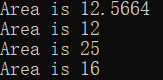 Area is 12.5664
Area is 12
Area is 25
Area is 16